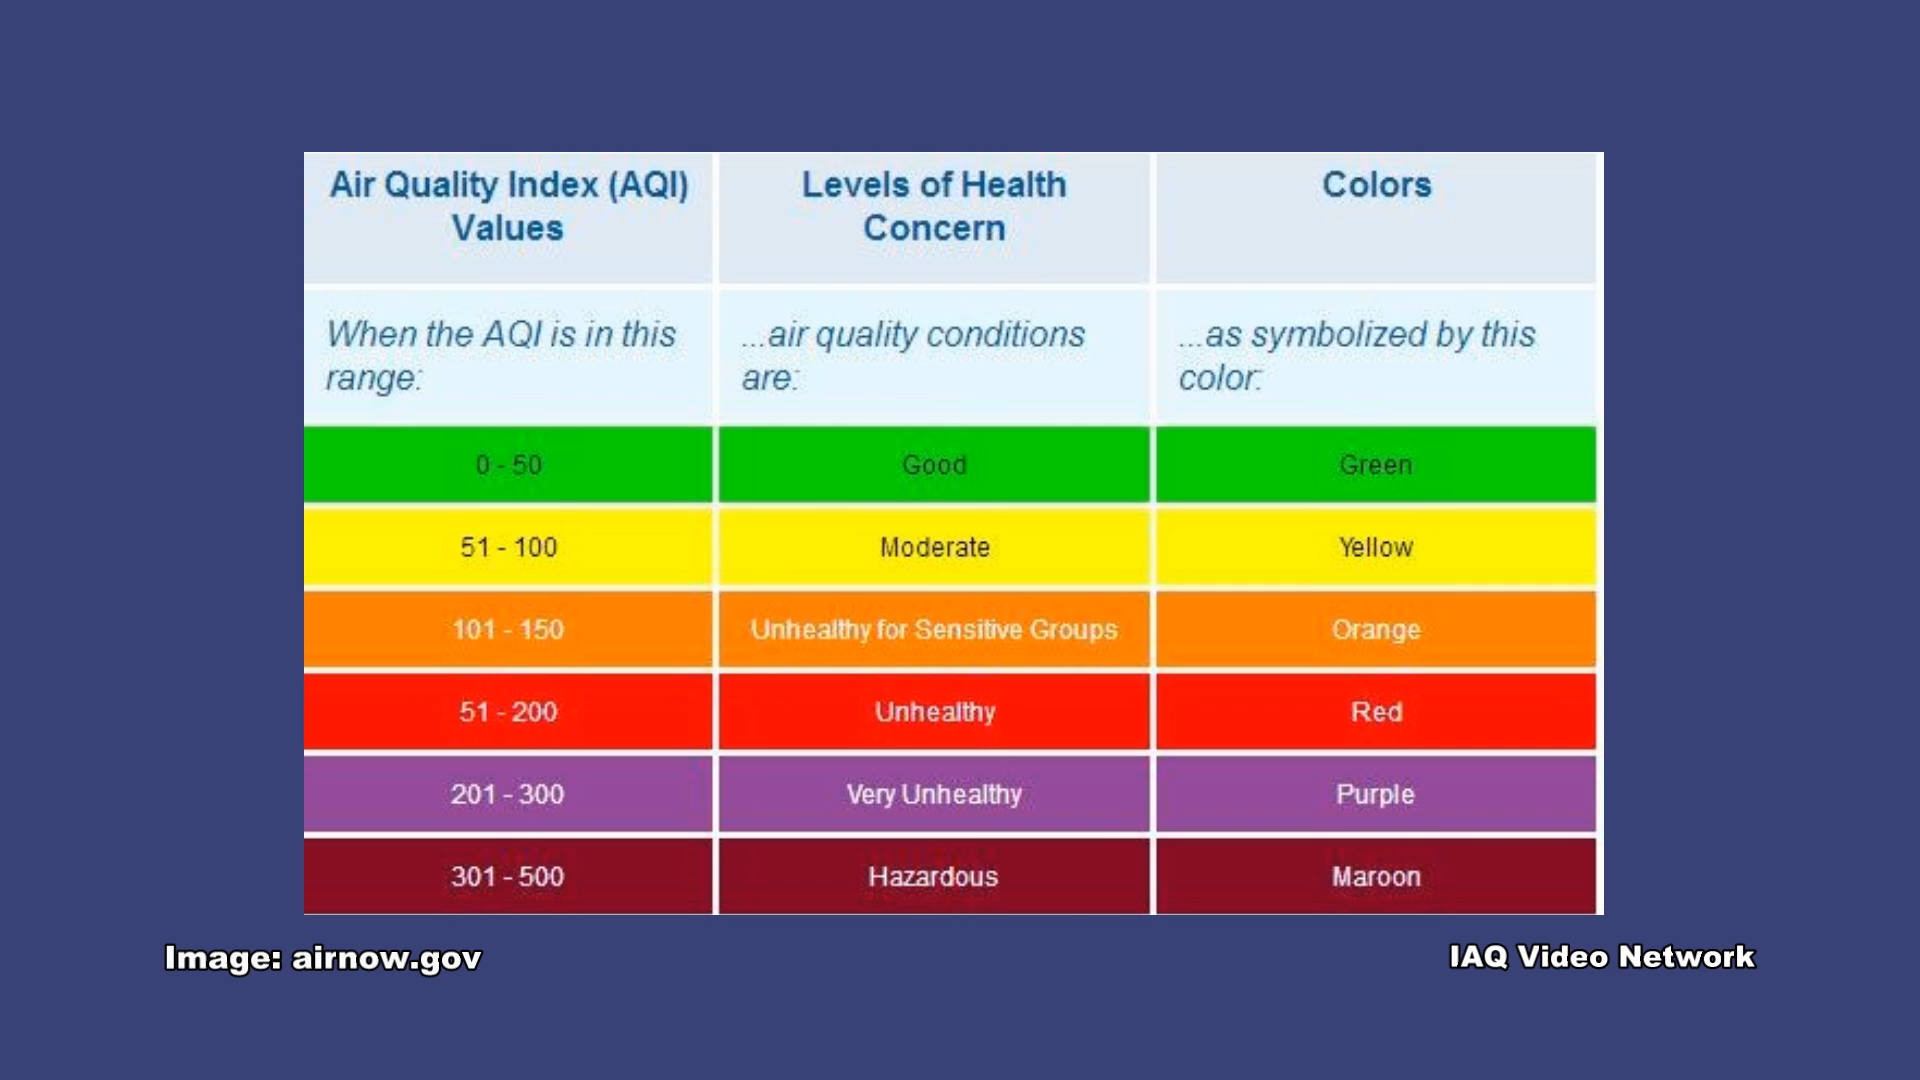 Air Quality Index (AQI) Values
Levels of Health Concern
Colors
When the AQI is in this range:
...air quality conditions are:
...as symbolized by this color:
0 - 50
Good
Green
51 - 100
Moderate
Yellow
101 - 150
Unhealthy for Sensitive Groups
Orange
51 - 200
Unhealthy
Red
201 - 300
Very Unhealthy
Purple
301 - 500
Hazardous
Maroon
Image: airnow.gov
IAQ Video Network